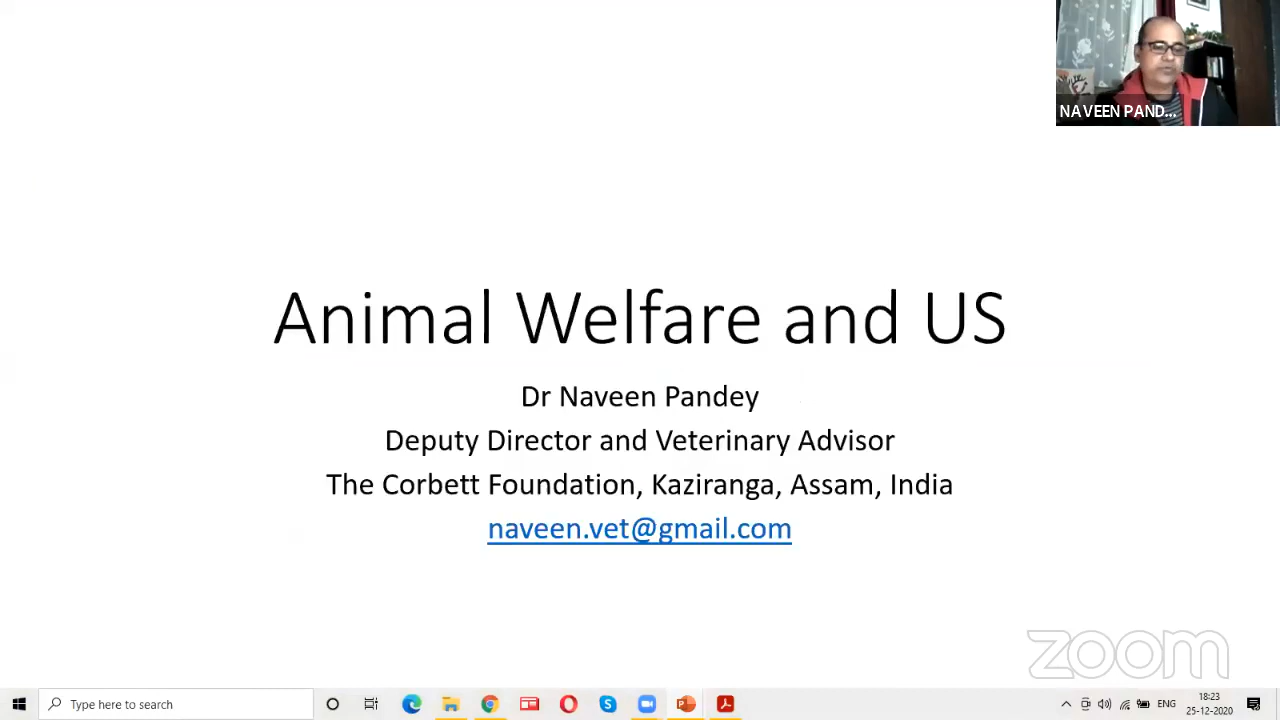 NAVEEN PAND...
Animal Welfare and US
Dr Naveen Pandey
Deputy Director and Veterinary Advisor
The Corbett Foundation, Kaziranga, Assam, India
naveen.vet@gmail.com
zoom
Type here to search
ENG
18:23
25-12-2020